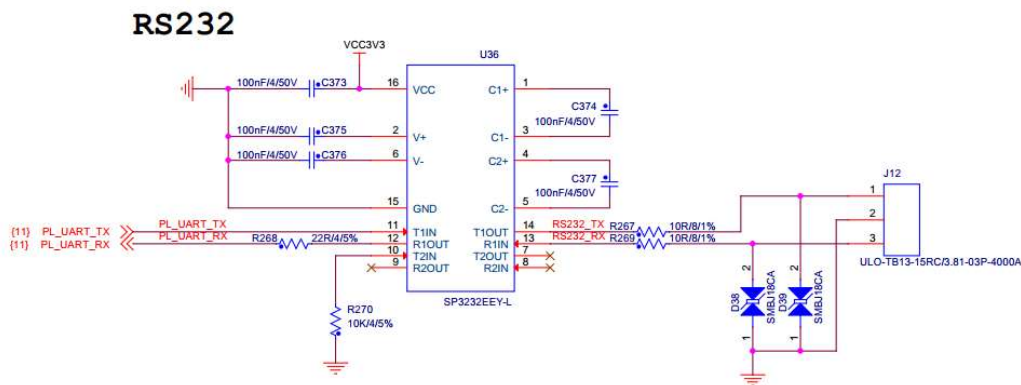 RS232
VCC3V3
U36
100nF/4/50V C373 16 VCC C1+ 1
C374
100nF/4/50V
100nF/4/50V C375 2 V+ C1- 3
100nF/4/50V C376 6 V- C2+ 4
C377
100nF/4/50V
J12
15 GND C2- 5
1
{11} PL_UART_TX PL_UART_TX 11 T1IN T1OUT 14 RS232_TX R267 10R/8/1% 2
{11} PL_UART_RX PL_UART_RX R268 22R/4/5% 12 R1OUT R1IN 13 RS232_RX R269 10R/8/1% 3
10 T2IN T2OUT 7
9 R2OUT R2IN 8
ULO-TB13-15RC/3.81-03P-4000A
SP3232EEY-L
2 2
D38 SMBJ18CA D39 SMBJ18CA
R270
10K/4/5%
1 1